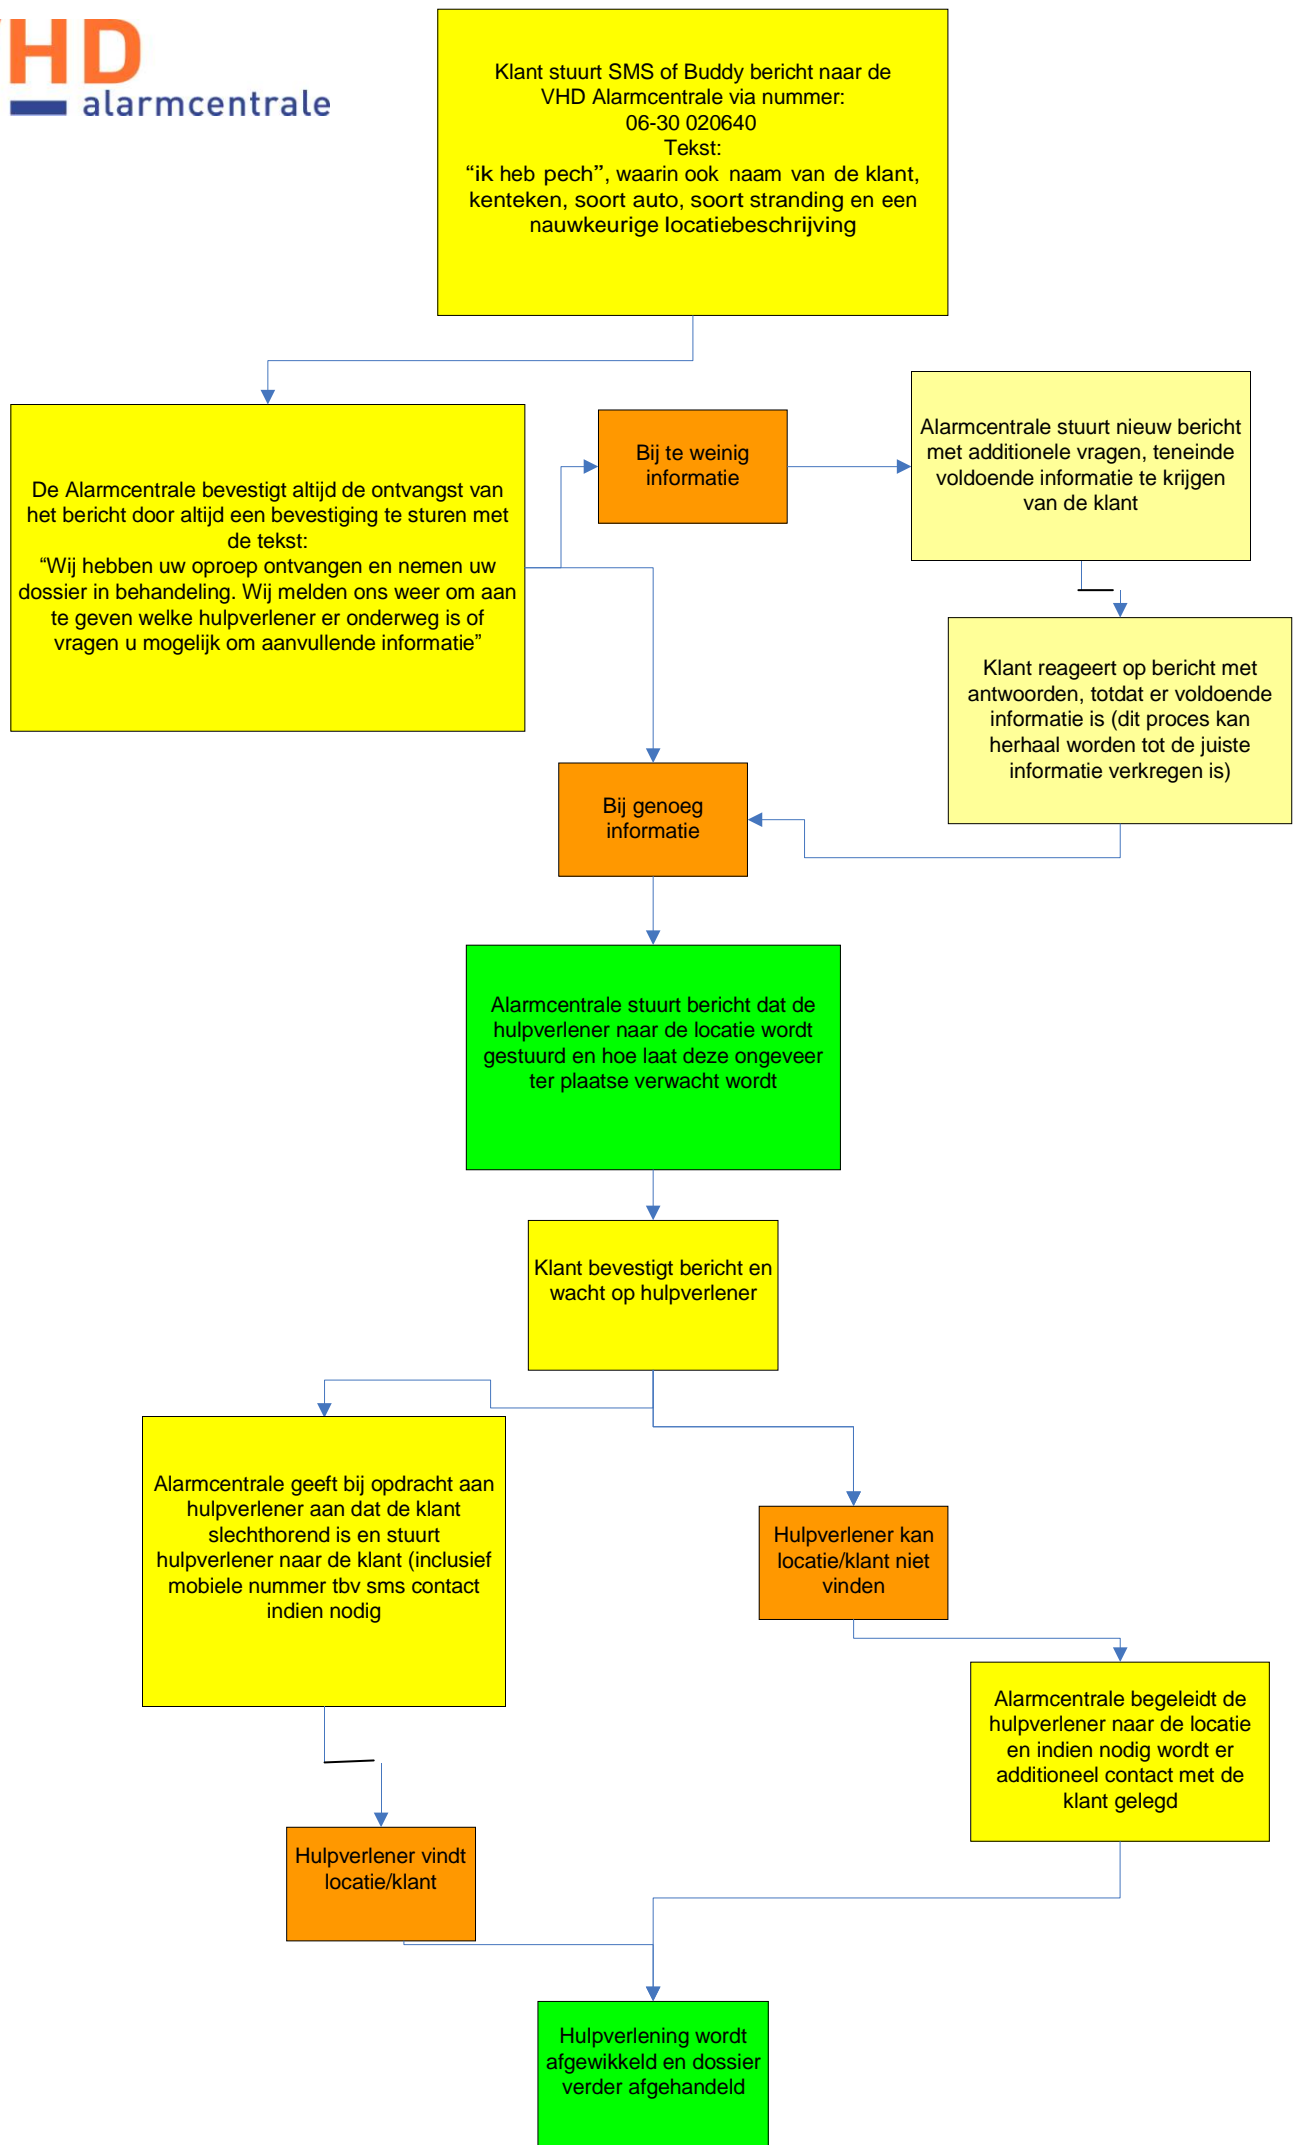 VHD
alarmcentrale
Klant stuurt SMS of Buddy bericht naar de
VHD Alarmcentrale via nummer:
06-30 020640
Tekst:
“ik heb pech”, waarin ook naam van de klant,
kenteken, soort auto, soort stranding en een
nauwkeurige locatiebeschrijving
De Alarmcentrale bevestigt altijd de ontvangst van
het bericht door altijd een bevestiging te sturen met
de tekst:
“Wij hebben uw oproep ontvangen en nemen uw
dossier in behandeling. Wij melden ons weer om aan
te geven welke hulpverlener er onderweg is of
vragen u mogelijk om aanvullende informatie”
Bij te weinig
informatie
Alarmcentrale stuurt nieuw bericht
met additionele vragen, teneinde
voldoende informatie te krijgen
van de klant
Klant reageert op bericht met
antwoorden, totdat er voldoende
informatie is (dit proces kan
herhaal worden tot de juiste
informatie verkregen is)
Bij genoeg
informatie
Alarmcentrale stuurt bericht dat de
hulpverlener naar de locatie wordt
gestuurd en hoe laat deze ongeveer
ter plaatse verwacht wordt
Klant bevestigt bericht en
wacht op hulpverlener
Alarmcentrale geeft bij opdracht aan
hulpverlener aan dat de klant
slechthorend is en stuurt
hulpverlener naar de klant (inclusief
mobiele nummer tbv sms contact
indien nodig
Hulpverlener kan
locatie/klant niet
vinden
Alarmcentrale begeleidt de
hulpverlener naar de locatie
en indien nodig wordt er
additioneel contact met de
klant gelegd
Hulpverlener vindt
locatie/klant
Hulpverlening wordt
afgewikkeld en dossier
verder afgehandeld